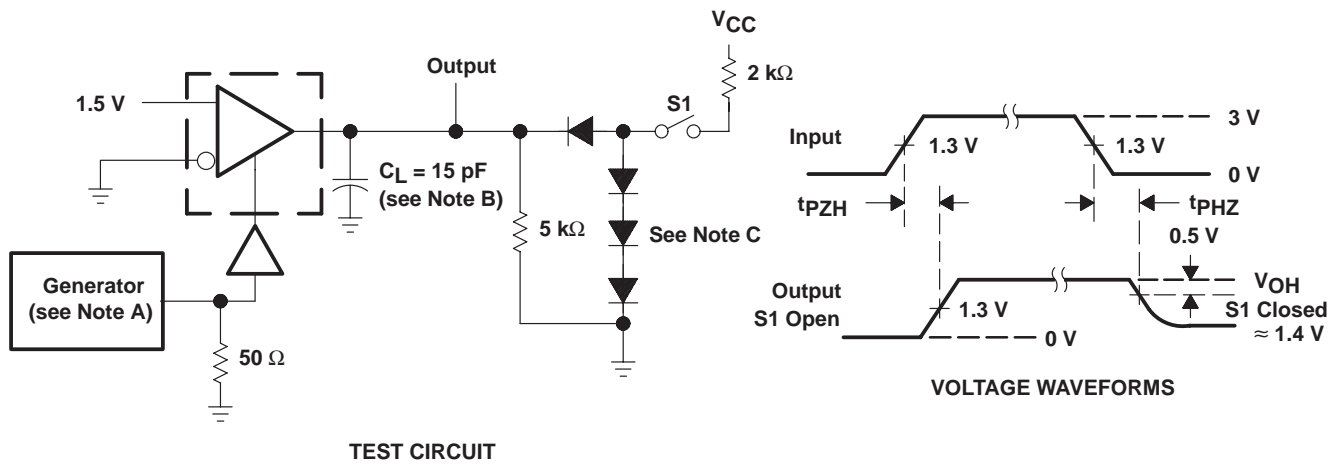 VCC
2 kΩ
Output
S1
1.5 V
CL = 15 pF
(see Note B)
5 kΩ
See Note C
Generator
(see Note A)
50 Ω
TEST CIRCUIT
3 V
Input
1.3 V
1.3 V
0 V
tPZH
tPHZ
0.5 V
VOH
Output
S1 Open
1.3 V
S1 Closed
≈ 1.4 V
0 V
VOLTAGE WAVEFORMS